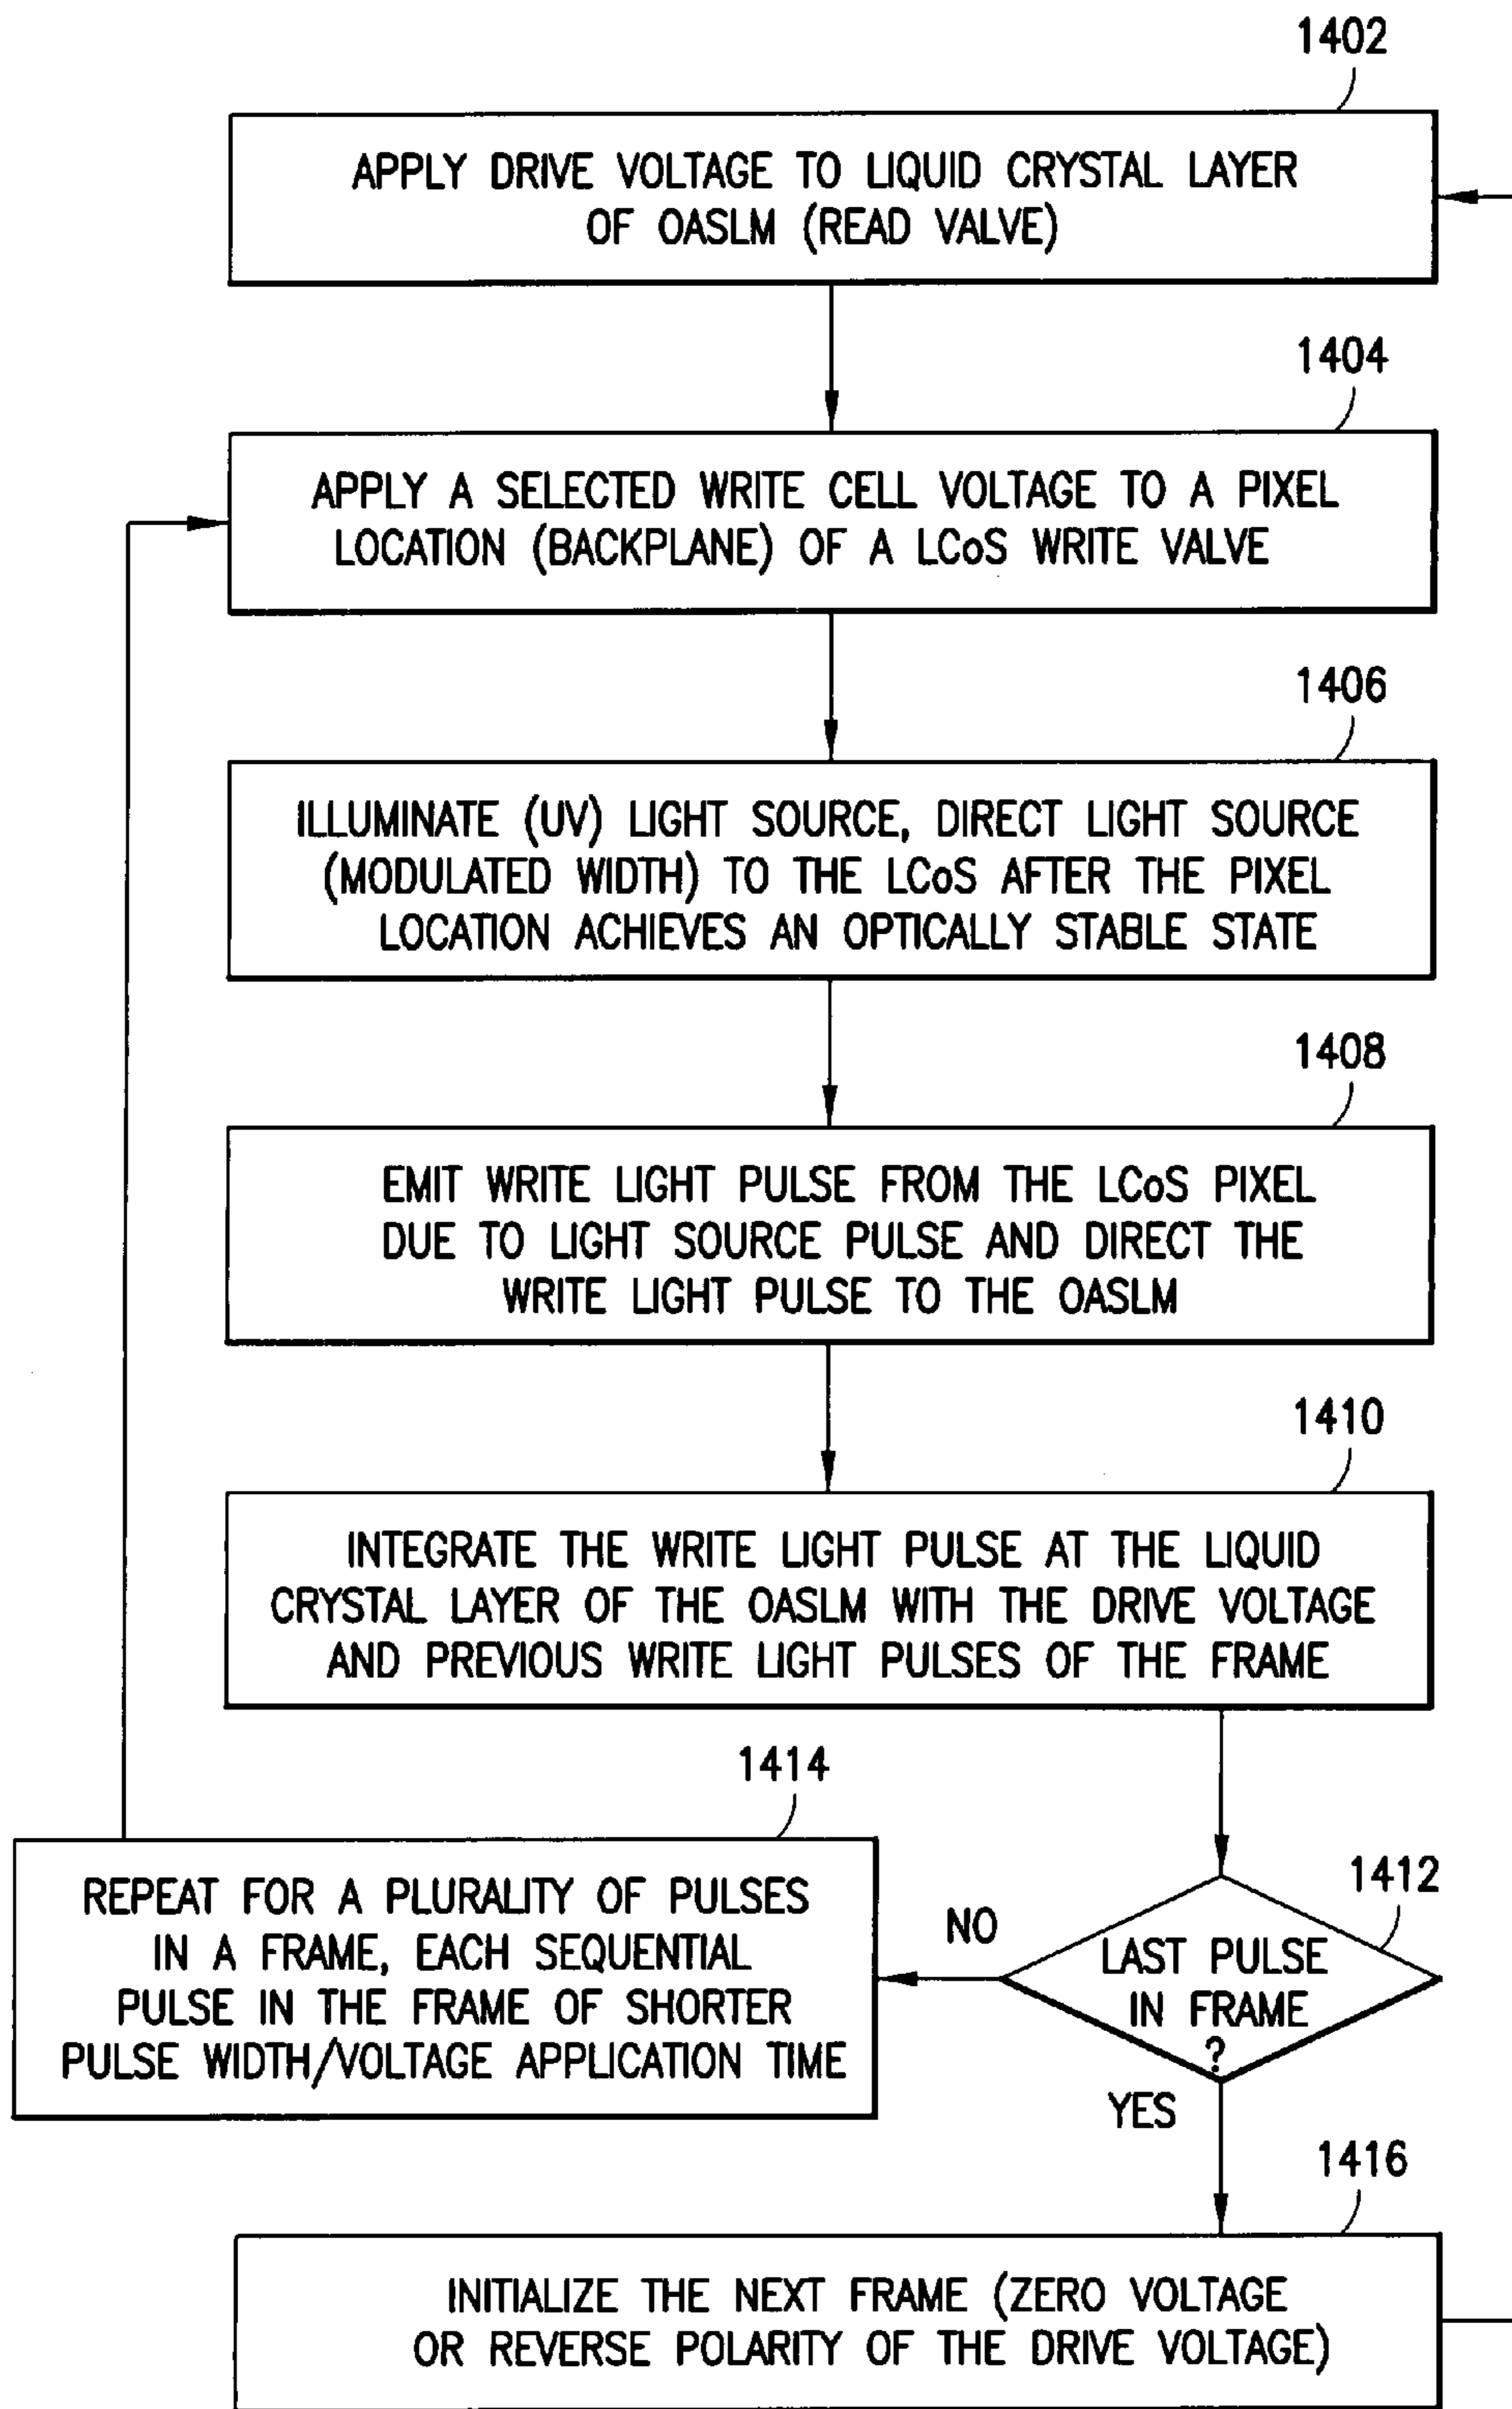 1402
APPLY DRIVE VOLTAGE TO LIQUID CRYSTAL LAYER
OF OASLM (READ VALVE)
1404
APPLY A SELECTED WRITE CELL VOLTAGE TO A PIXEL
LOCATION (BACKPLANE) OF A LCoS WRITE VALVE
1406
ILLUMINATE (UV) LIGHT SOURCE, DIRECT LIGHT SOURCE
(MODULATED WIDTH) TO THE LCoS AFTER THE PIXEL
LOCATION ACHIEVES AN OPTICALLY STABLE STATE
1408
EMIT WRITE LIGHT PULSE FROM THE LCoS PIXEL
DUE TO LIGHT SOURCE PULSE AND DIRECT THE
WRITE LIGHT PULSE TO THE OASLM
1410
INTEGRATE THE WRITE LIGHT PULSE AT THE LIQUID
CRYSTAL LAYER OF THE OASLM WITH THE DRIVE VOLTAGE
AND PREVIOUS WRITE LIGHT PULSES OF THE FRAME
1412
LAST PULSE
IN FRAME
?
NO
1414
REPEAT FOR A PLURALITY OF PULSES
IN A FRAME, EACH SEQUENTIAL
PULSE IN THE FRAME OF SHORTER
PULSE WIDTH/VOLTAGE APPLICATION TIME
YES
1416
INITIALIZE THE NEXT FRAME (ZERO VOLTAGE
OR REVERSE POLARITY OF THE DRIVE VOLTAGE)